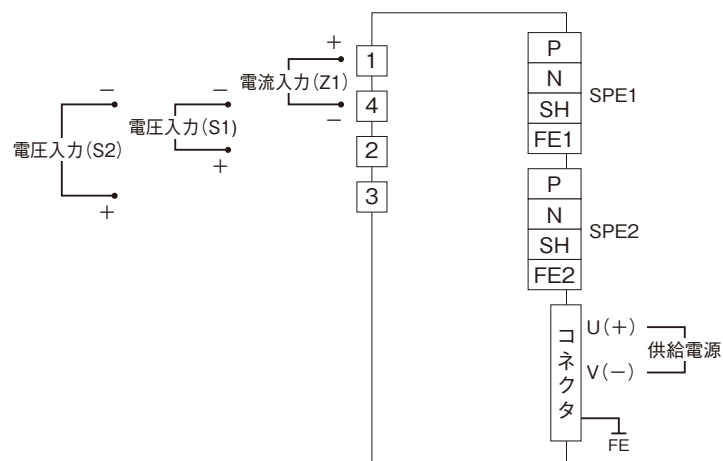 電圧入力(S2)
−
+
電圧入力(S1)
−
+
電流入力(Z1)
+
−
1
4
2
3
P
N
SH
FE1
SPE1
P
N
SH
FE2
SPE2
コネクタ
U(+)
V(−)
供給電源
FE